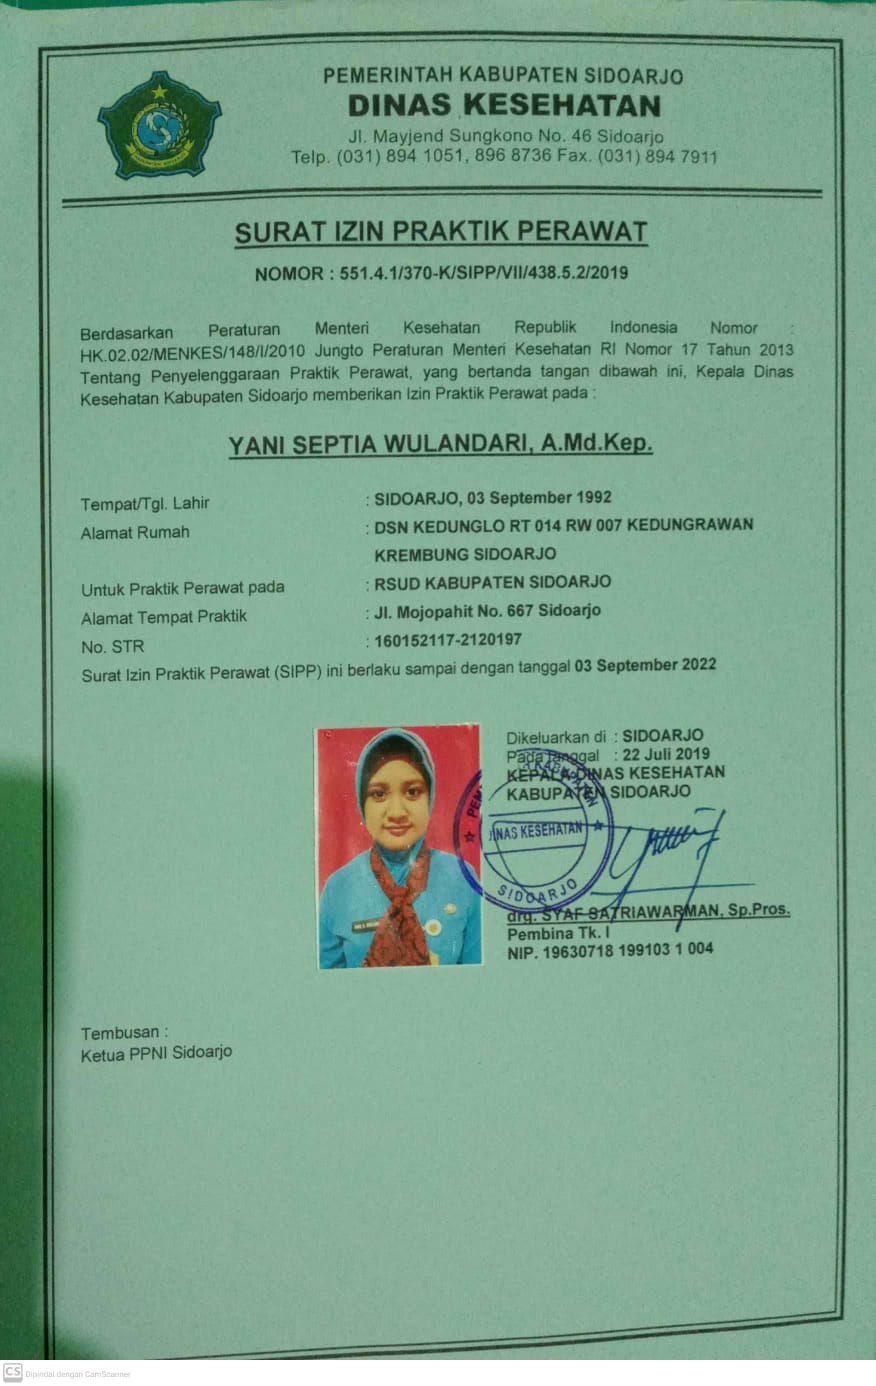 PEMERINTAH KABUPATEN SIDOARJO
DINAS KESEHATAN
Jl. Mayjend Sungkono No. 46 Sidoarjo
Telp. (031) 894 1051, 896 8736 Fax. (031) 894 7911
SURAT IZIN PRAKTIK PERAWAT
NOMOR : 551.4.1/370-K/SIPP/VII/438.5.2/2019
Berdasarkan Peraturan Menteri Kesehatan Republik Indonesia Nomor :
HK.02.02/MENKES/148/I/2010 Jungto Peraturan Menteri Kesehatan RI Nomor 17 Tahun 2013
Tentang Penyelenggaraan Praktik Perawat, yang bertanda tangan dibawah ini, Kepala Dinas
Kesehatan Kabupaten Sidoarjo memberikan Izin Praktik Perawat pada :
YANI SEPTIA WULANDARI, A.Md.Kep.
Tempat/Tgl. Lahir : SIDOARJO, 03 September 1992
Alamat Rumah : DSN KEDUNGLO RT 014 RW 007 KEDUNGRAWAN
KREMBUNG SIDOARJO
Untuk Praktik Perawat pada : RSUD KABUPATEN SIDOARJO
Alamat Tempat Praktik : Jl. Mojopahit No. 667 Sidoarjo
No. STR : 160152117-2120197
Surat Izin Praktik Perawat (SIPP) ini berlaku sampai dengan tanggal 03 September 2022
Dikeluarkan di : SIDOARJO
Pada tanggal : 22 Juli 2019
KEPALA DINAS KESEHATAN
KABUPATEN SIDOARJO
DINAS KESEHATAN
SIDOARJO
drg. SYAF SATRIAWARMAN, Sp.Pros.
Pembina Tk. I
NIP. 19630718 199103 1 004
Tembusan :
Ketua PPNI Sidoarjo
CS Dipindai dengan CamScanner